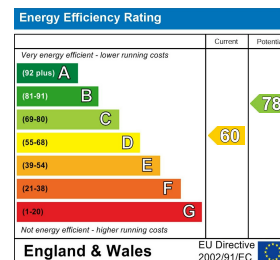 Energy Efficiency Rating
Current
Very energy efficient - lower running costs
(92 plus) A
(81-91) B
78
(69-80) C
(55-68) D
60
(39-54) E
(21-38) F
(1-20) G
Not energy efficient - higher running costs
England & Wales
EU Directive
2002/91/EC